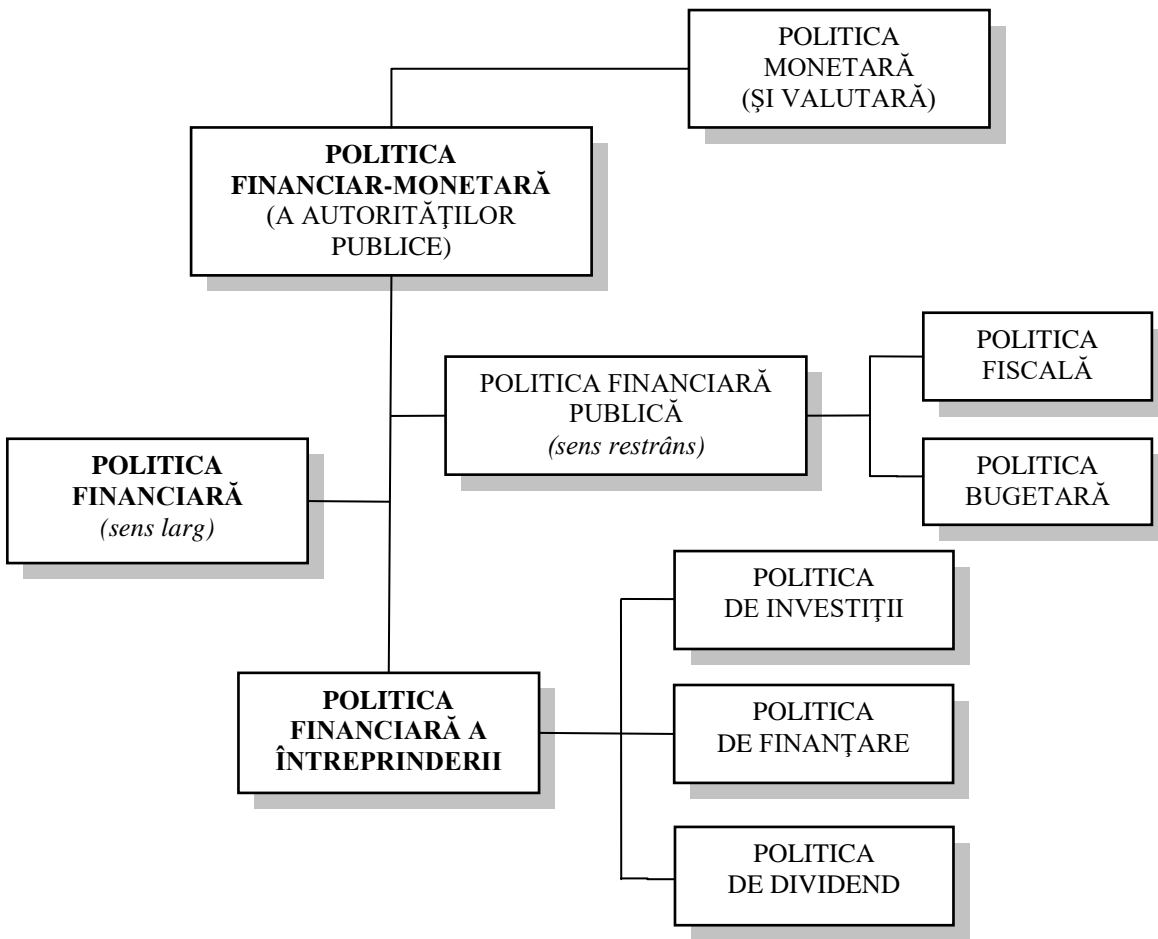 POLITICA
MONETARĂ
(ŞI VALUTARĂ)
POLITICA
FINANCIAR-MONETARĂ
(A AUTORITĂŢILOR
PUBLICE)
POLITICA
FISCALĂ
POLITICA FINANCIARĂ
PUBLICĂ
(sens restrâns)
POLITICA
BUGETARĂ
POLITICA
FINANCIARĂ
(sens larg)
POLITICA
DE INVESTIŢII
POLITICA
FINANCIARĂ A
ÎNTREPRINDERII
POLITICA
DE FINANŢARE
POLITICA
DE DIVIDEND